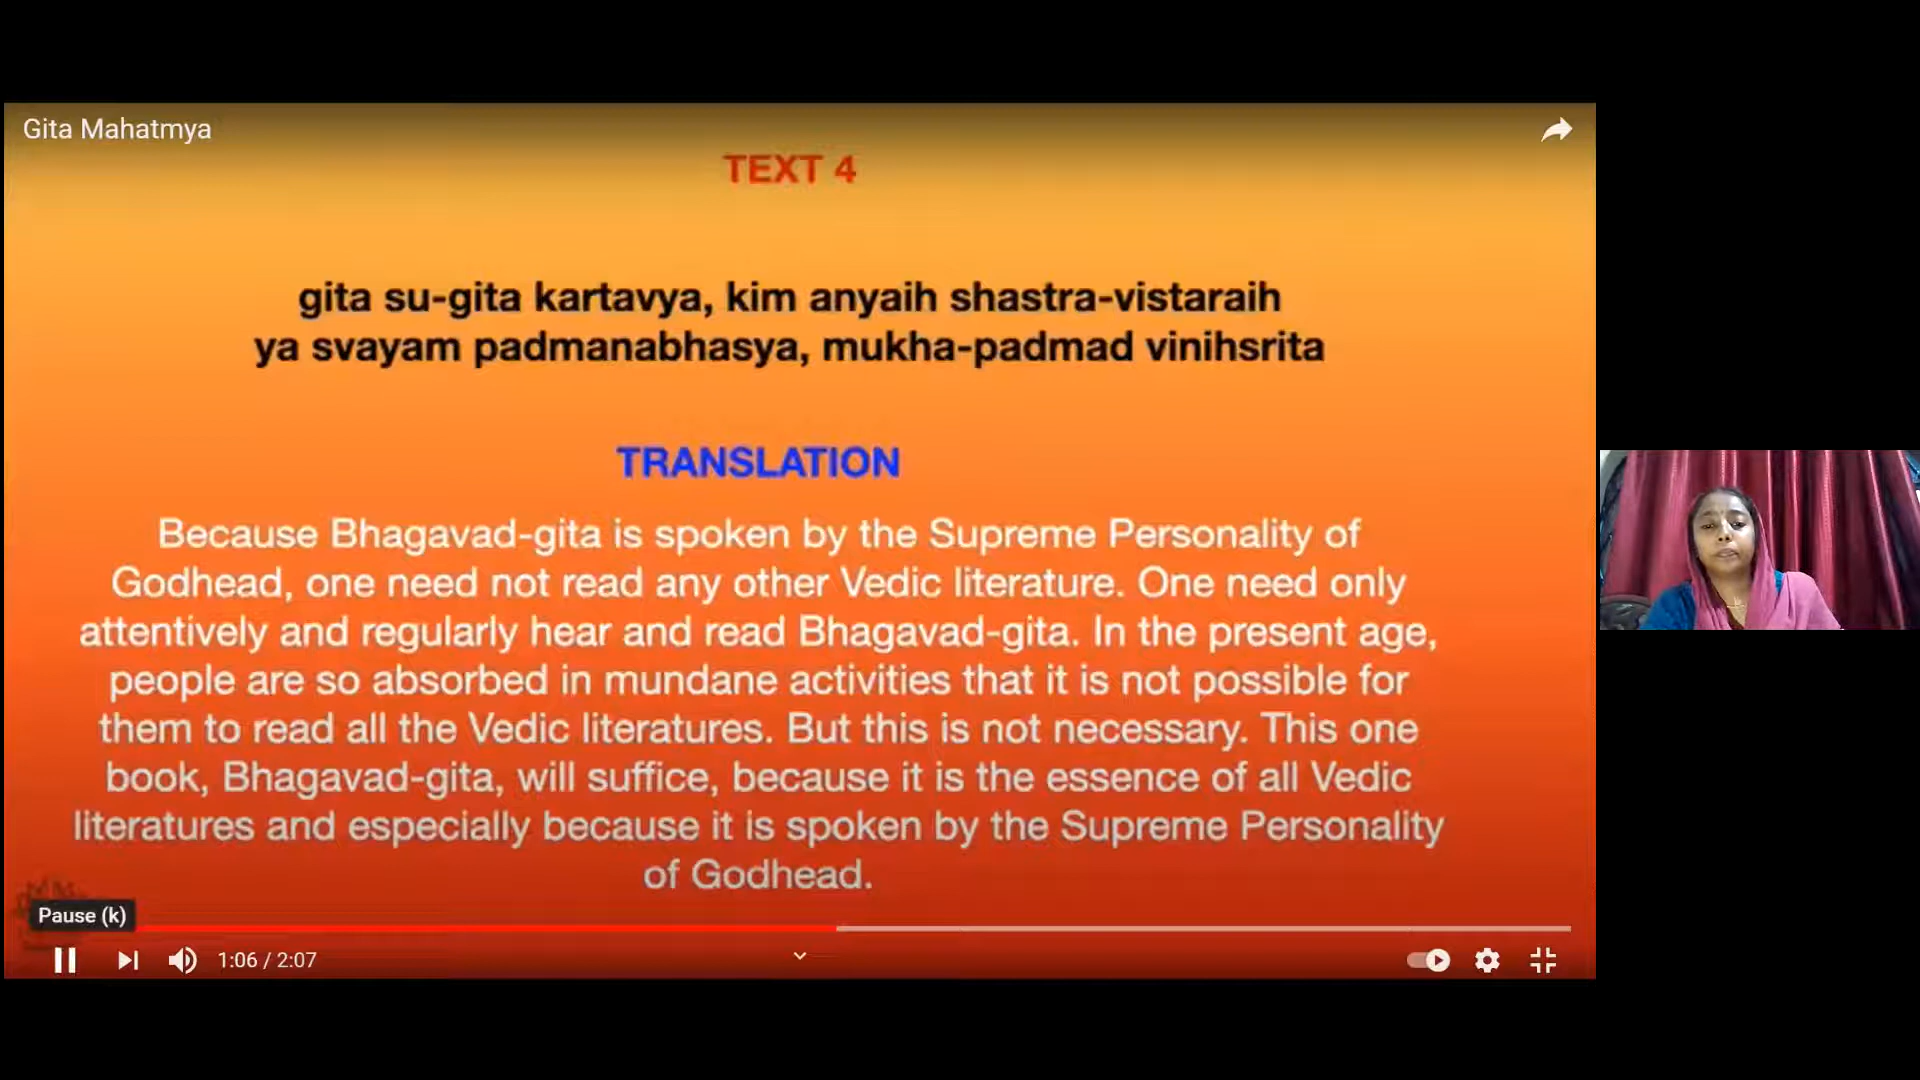 Gita Mahatmya
TEXT 4
gita su-gita kartavya, kim anyaih shastra-vistaraih
ya svayam padmanabhasya, mukha-padmad vinihsrita
TRANSLATION
Because Bhagavad-gita is spoken by the Supreme Personality of
Godhead, one need not read any other Vedic literature. One need only
attentively and regularly hear and read Bhagavad-gita. In the present age,
people are so absorbed in mundane activities that it is not possible for
them to read all the Vedic literatures. But this is not necessary. This one
book, Bhagavad-gita, will suffice, because it is the essence of all Vedic
literatures and especially because it is spoken by the Supreme Personality
of Godhead.
Pause (k)
1:06 / 2:07